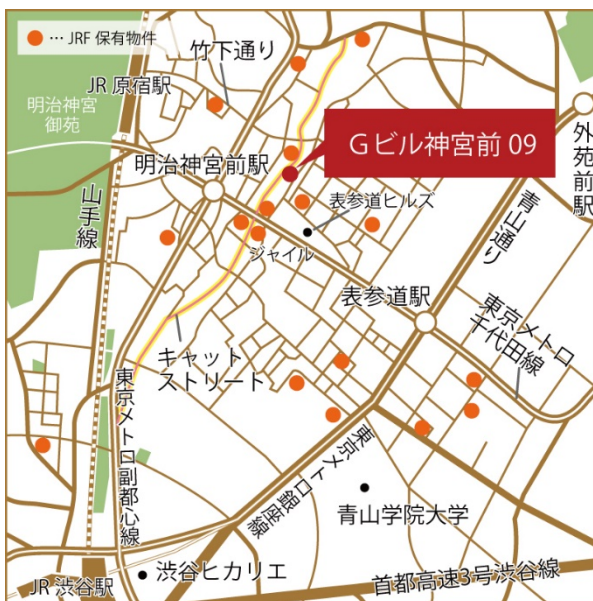 … JRF 保有物件
竹下通り
JR 原宿駅
明治神宮
御苑
Gビル神宮前 09
外苑前駅
明治神宮前駅
山手線
表参道ヒルズ
青山通り
ジャイル
表参道駅
東京メトロ
千代田線
キャット
ストリート
東京メトロ副都心線
東京メトロ銀座線
青山学院大学
渋谷ヒカリエ
首都高速3号渋谷線
JR 渋谷駅